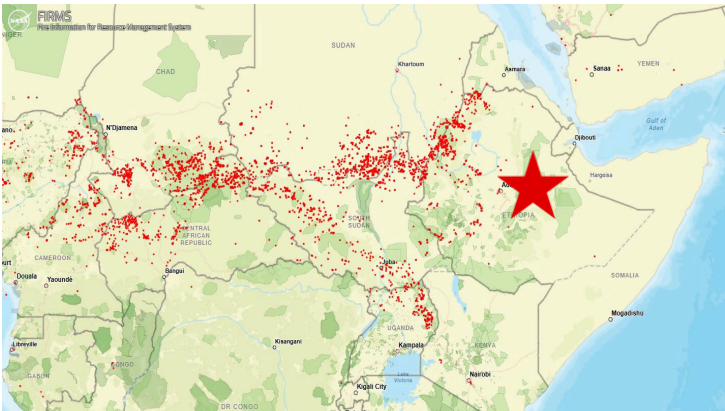 NASA
FIRMS
Fire Information for Resource Management System
SUDAN
Khartoum
CHAD
Asmara
Sanaa
YEMEN
N'Djamena
Gulf of
Aden
Djibouti
Hargeisa
ETHIOPIA
CENTRAL
AFRICAN
REPUBLIC
SOUTH
SUDAN
CAMEROON
Bangui
Juba
SOMALIA
Douala
Yaoundé
Mogadishu
UGANDA
KENYA
Kisangani
Kampala
Libreville
Lake
Victoria
Nairobi
GABON
CONGO
Kigali City
DR CONGO